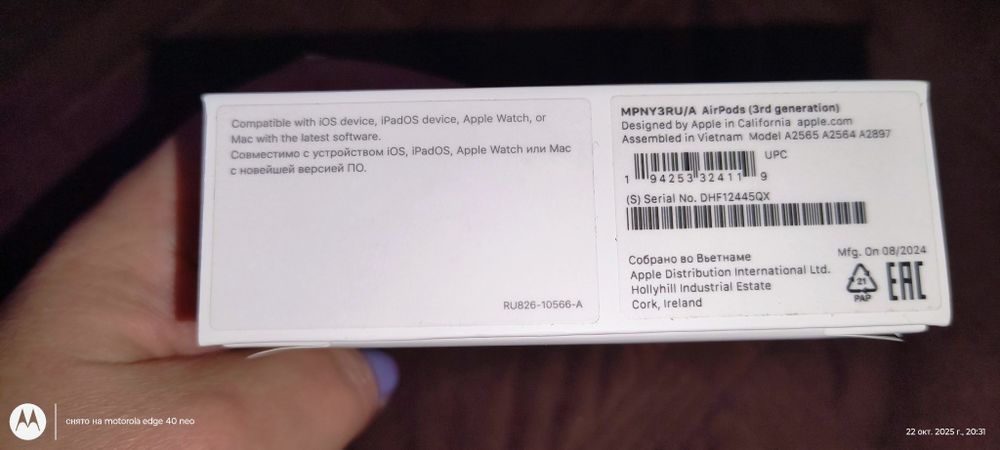 Compatible with iOS device, iPadOS device, Apple Watch, or
Mac with the latest software.
Совместимо с устройством iOS, iPadOS, Apple Watch или Mac
с новейшей версией ПО.
RU826-10566-A
MPNY3RU/A AirPods (3rd generation)
Designed by Apple in California apple.com
Assembled in Vietnam Model A2565 A2564 A2897
UPC
1 94253 32411 9
(S) Serial No. DHF12445QX
Mfg. On 08/2024
Собрано во Вьетнаме
Apple Distribution International Ltd.
Hollyhill Industrial Estate
Cork, Ireland
21
PAP
EAC
снято на motorola edge 40 neo
22 окт. 2025 г., 20:31